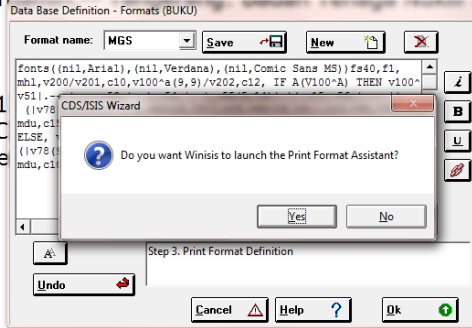 Data Base Definition - Formats (BUKU)
Format name: MGS Save New
fonts((nil,Arial),(nil,Verdana),(nil,Comic Sans MS))fs40,f1,
mhl,v200/v201,c10,v100^a(9,9)/v202,c12, IF A(V100^A) THEN v100^
v51|.
CDS/ISIS Wizard
(|v78
mdu,c15
ELSE,
(|v78(
mdu,c10
Do you want Winisis to launch the Print Format Assistant?
Yes No
i
B
U
A
Step 3. Print Format Definition
Undo
Cancel Help ? Ok